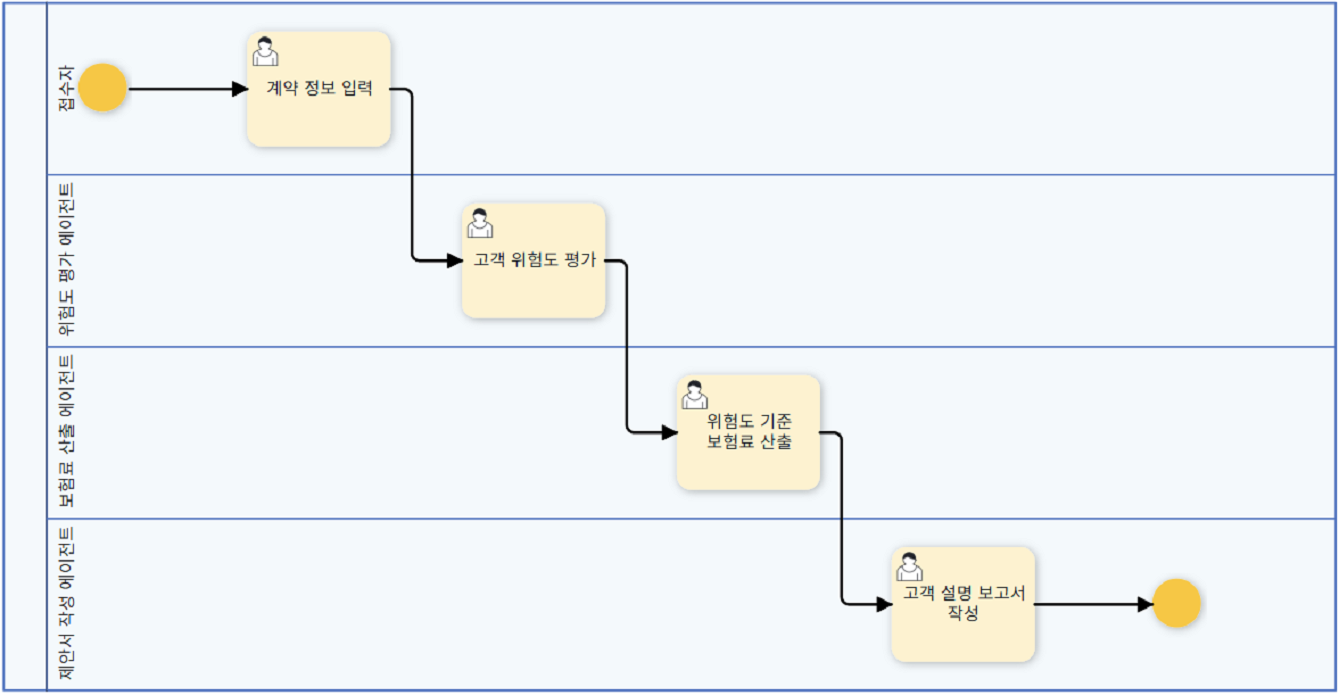 접수자
계약 정보 입력
위험도 평가 에이전트
고객 위험도 평가
보험료 산출 에이전트
위험도 기준
보험료 산출
제안서 작성 에이전트
고객 설명 보고서
작성